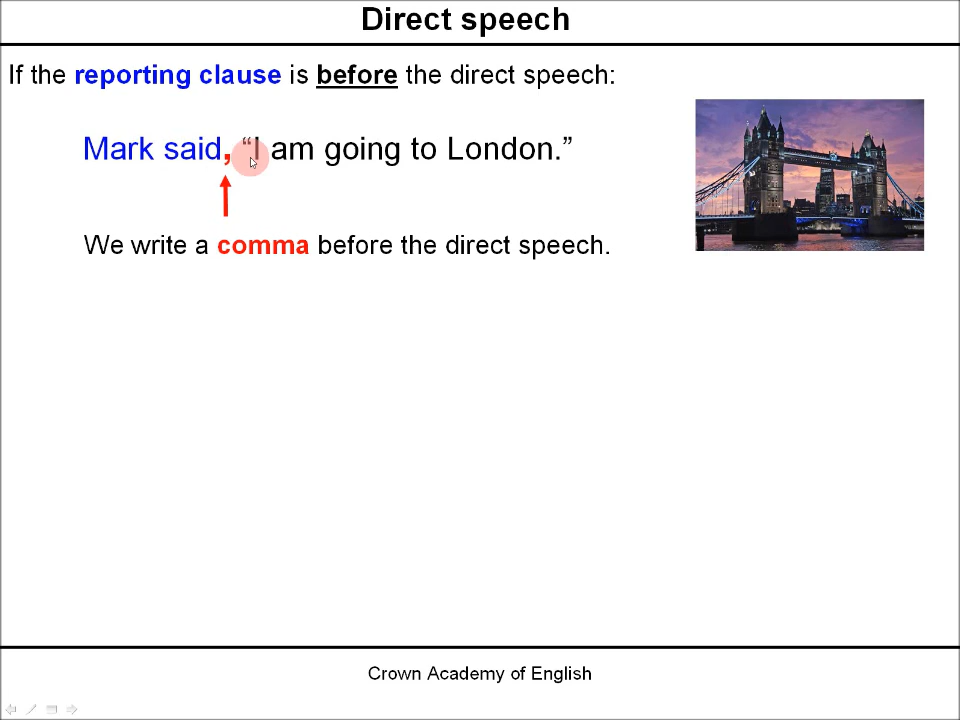 Direct speech
If the reporting clause is before the direct speech:
Mark said, “I am going to London.”
We write a comma before the direct speech.
Crown Academy of English